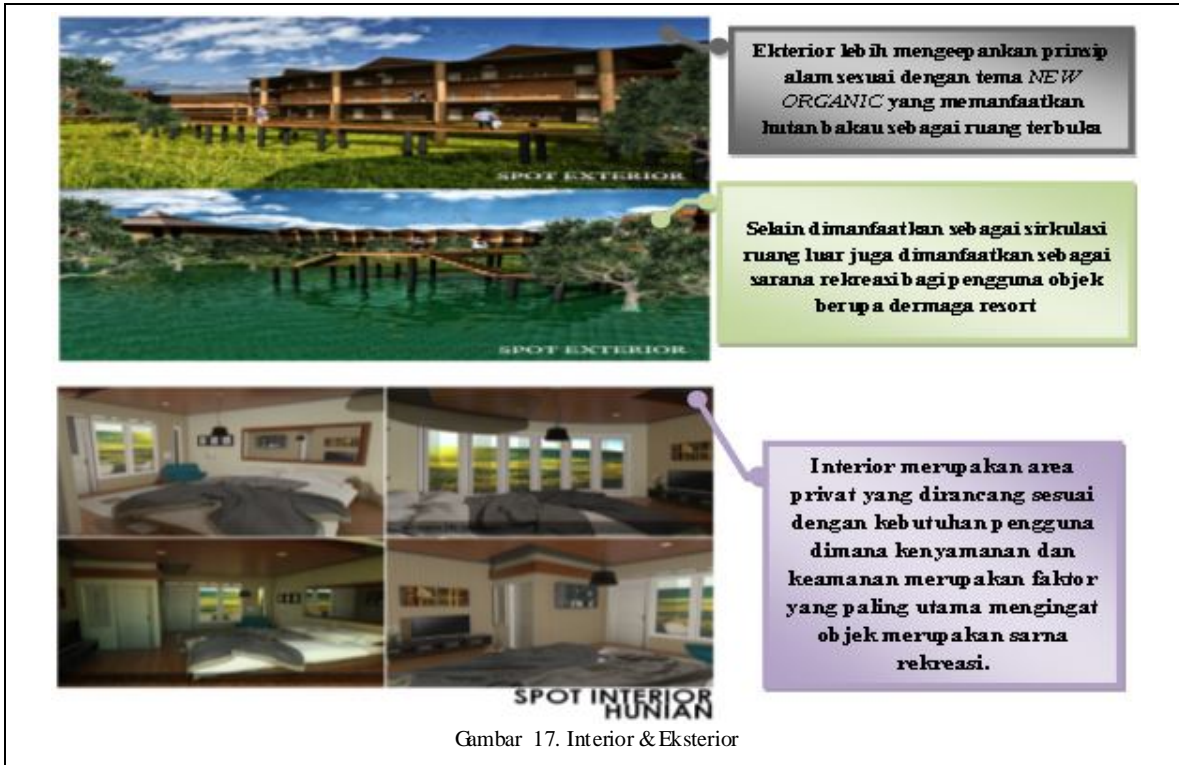 Ekterior lebih mengeepankan prinsip
alam sesuai dengan tema NEW
ORGANIC yang memanfaatkan
hutan bakau sebagai ruang terbuka
SPOT EXTERIOR
Selain dimanfaatkan sebagai sirkulasi
ruang luar juga dimanfaatkan sebagai
sarana rekreasi bagi pengguna objek
berupa dermaga resort
SPOT EXTERIOR
Interior merupakan area
privat yang dirancang sesuai
dengan kebutuhan pengguna
dimana kenyamanan dan
keamanan merupakan faktor
yang paling utama mengingat
objek merupakan sarna
rekreasi.
SPOT INTERIOR
HUNIAN
Gambar 17. Interior & Eksterior